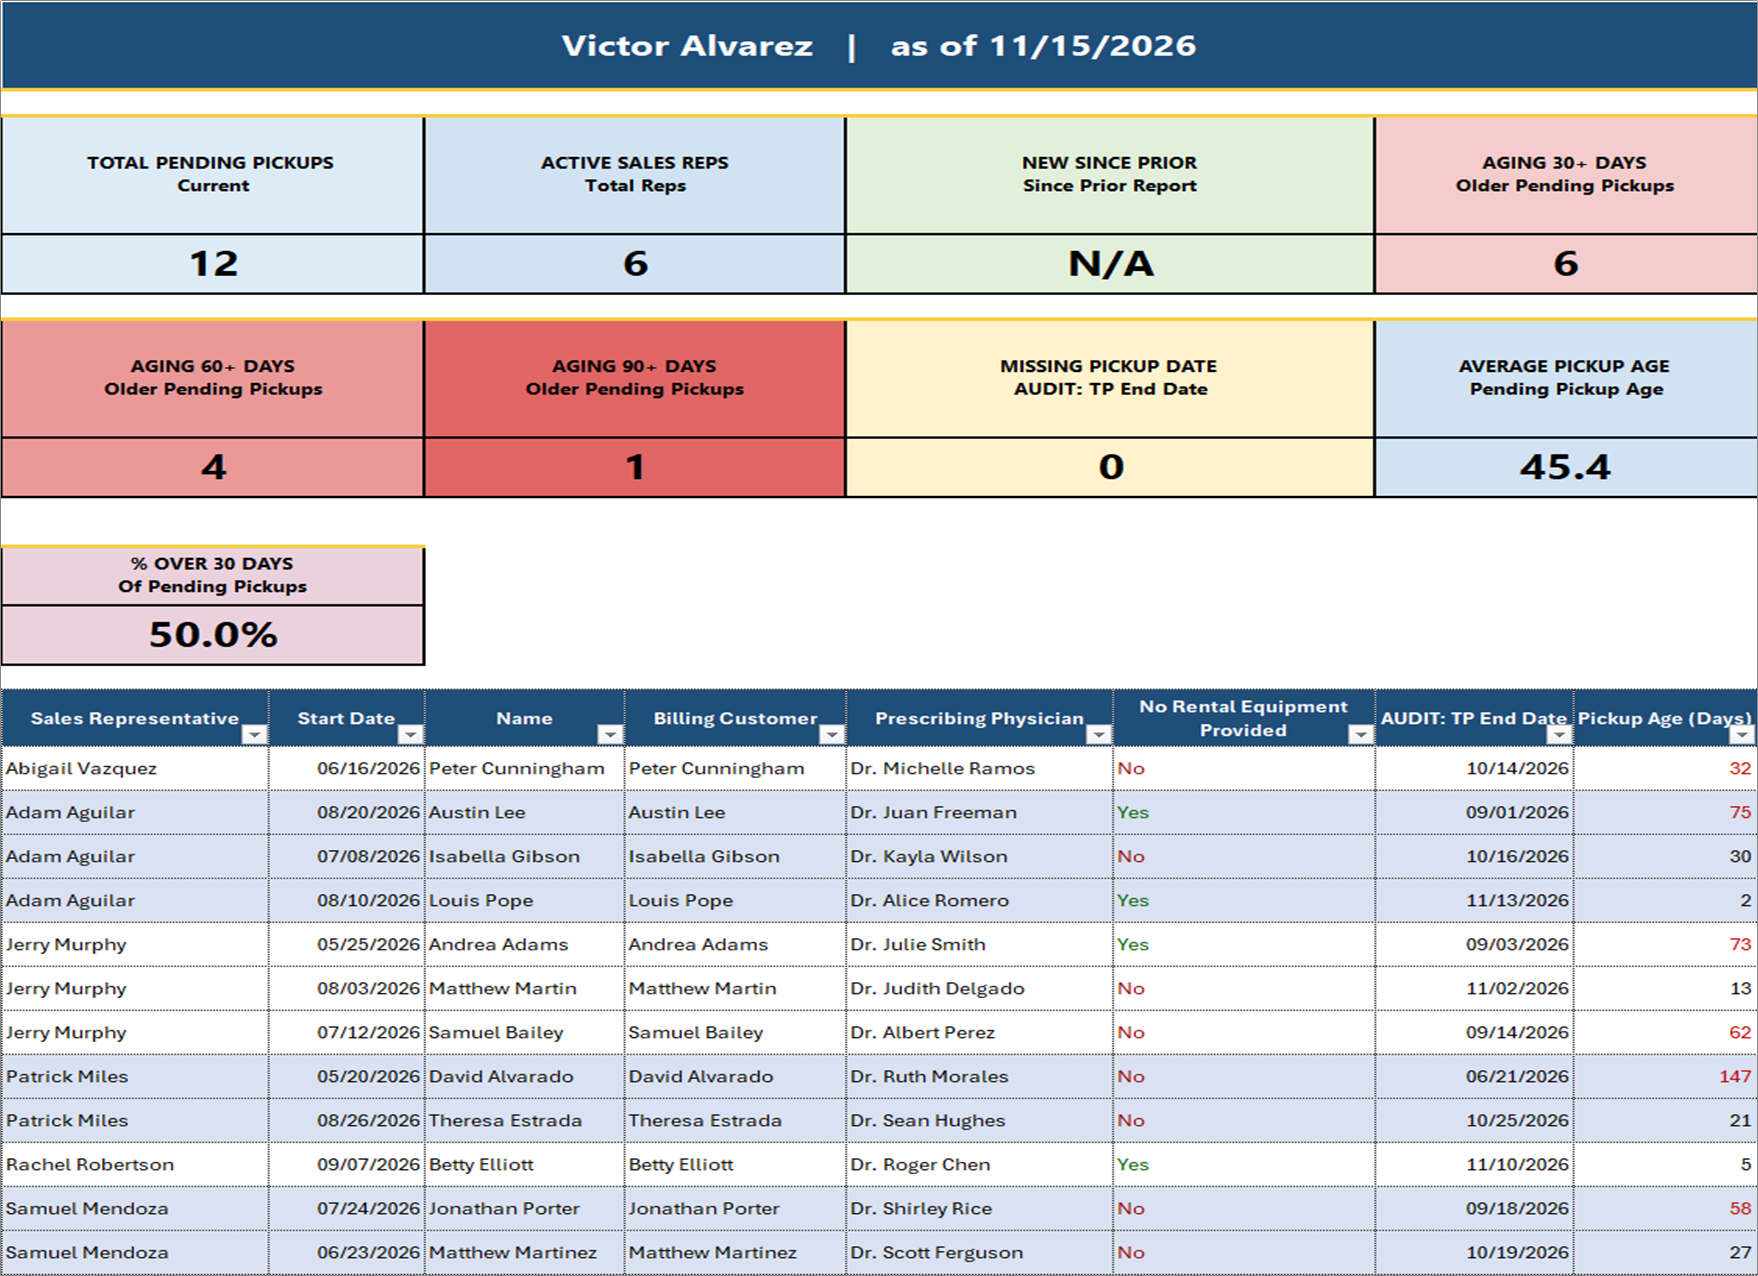 Victor Alvarez | as of 11/15/2026
TOTAL PENDING PICKUPS
Current
ACTIVE SALES REPS
Total Reps
NEW SINCE PRIOR
Since Prior Report
AGING 30+ DAYS
Older Pending Pickups
12
6
N/A
6
AGING 60+ DAYS
Older Pending Pickups
AGING 90+ DAYS
Older Pending Pickups
MISSING PICKUP DATE
AUDIT: TP End Date
AVERAGE PICKUP AGE
Pending Pickup Age
4
1
0
45.4
% OVER 30 DAYS
Of Pending Pickups
50.0%
Sales Representative Start Date Name Billing Customer Prescribing Physician No Rental Equipment Provided AUDIT: TP End Date Pickup Age (Days)
Abigail Vazquez 06/16/2026 Peter Cunningham Peter Cunningham Dr. Michelle Ramos No 10/14/2026 32
Adam Aguilar 08/20/2026 Austin Lee Austin Lee Dr. Juan Freeman Yes 09/01/2026 75
Adam Aguilar 07/08/2026 Isabella Gibson Isabella Gibson Dr. Kayla Wilson No 10/16/2026 30
Adam Aguilar 08/10/2026 Louis Pope Louis Pope Dr. Alice Romero Yes 11/13/2026 2
Jerry Murphy 05/25/2026 Andrea Adams Andrea Adams Dr. Julie Smith Yes 09/03/2026 73
Jerry Murphy 08/03/2026 Matthew Martin Matthew Martin Dr. Judith Delgado No 11/02/2026 13
Jerry Murphy 07/12/2026 Samuel Bailey Samuel Bailey Dr. Albert Perez No 09/14/2026 62
Patrick Miles 05/20/2026 David Alvarado David Alvarado Dr. Ruth Morales No 06/21/2026 147
Patrick Miles 08/26/2026 Theresa Estrada Theresa Estrada Dr. Sean Hughes No 10/25/2026 21
Rachel Robertson 09/07/2026 Betty Elliott Betty Elliott Dr. Roger Chen Yes 11/10/2026 5
Samuel Mendoza 07/24/2026 Jonathan Porter Jonathan Porter Dr. Shirley Rice No 09/18/2026 58
Samuel Mendoza 06/23/2026 Matthew Martinez Matthew Martinez Dr. Scott Ferguson No 10/19/2026 27